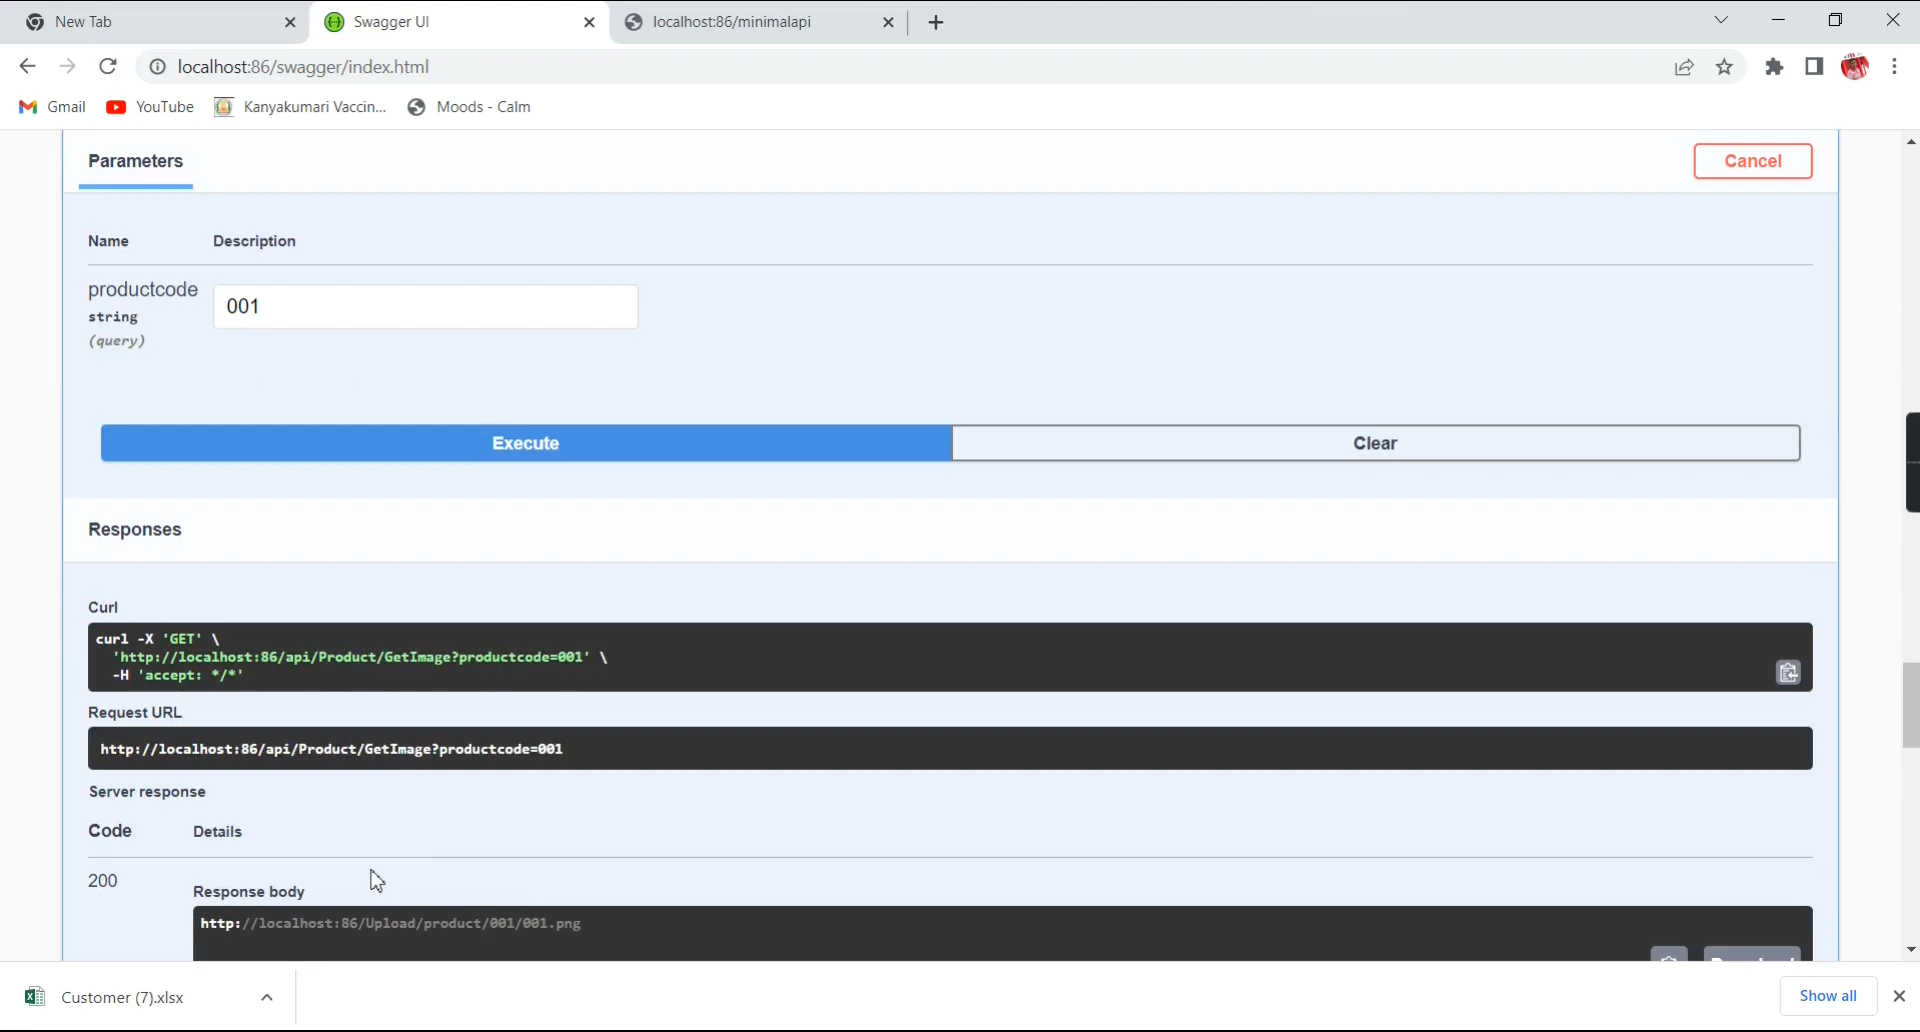 New Tab
Swagger UI
localhost:86/minimalapi
localhost:86/swagger/index.html
Gmail
YouTube
Kanyakumari Vaccin...
Moods - Calm
Parameters
Cancel
Name
Description
productcode
001
string
(query)
Execute
Clear
Responses
Curl
curl -X 'GET' \
'http://localhost:86/api/Product/GetImage?productcode=001' \
-H 'accept: */*'
Request URL
http://localhost:86/api/Product/GetImage?productcode=001
Server response
Code
Details
200
Response body
http://localhost:86/Upload/product/001/001.png
Customer (7).xlsx
Show all